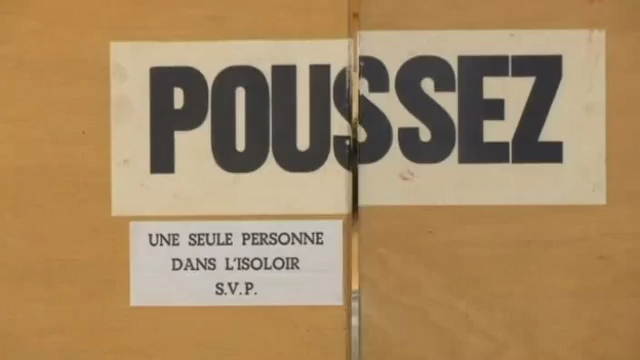 POUSSEZ
UNE SEULE PERSONNE
DANS L'ISOLOIR
S.V.P.